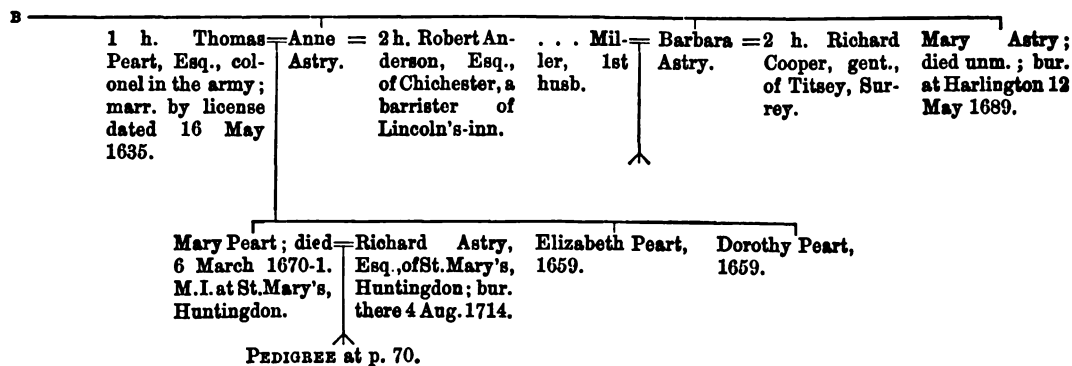 B
1 h. Thomas
Peart, Esq., col-
onel in the army;
marr. by license
dated 16 May
1635.
=Anne
Astry.
= 2 h. Robert An-
derson, Esq.,
of Chichester, a
barrister of
Lincoln's-inn.
. . . Mil-
ler, 1st
husb.
= Barbara
Astry.
= 2 h. Richard
Cooper, gent.,
of Titsey, Sur-
rey.
Mary Astry;
died unm.; bur.
at Harlington 12
May 1689.
Mary Peart; died
6 March 1670-1.
M.I. at St. Mary's,
Huntingdon.
=Richard Astry,
Esq., of St. Mary's,
Huntingdon; bur.
there 4 Aug. 1714.
Elizabeth Peart,
1659.
Dorothy Peart,
1659.
PEDIGREE at p. 70.